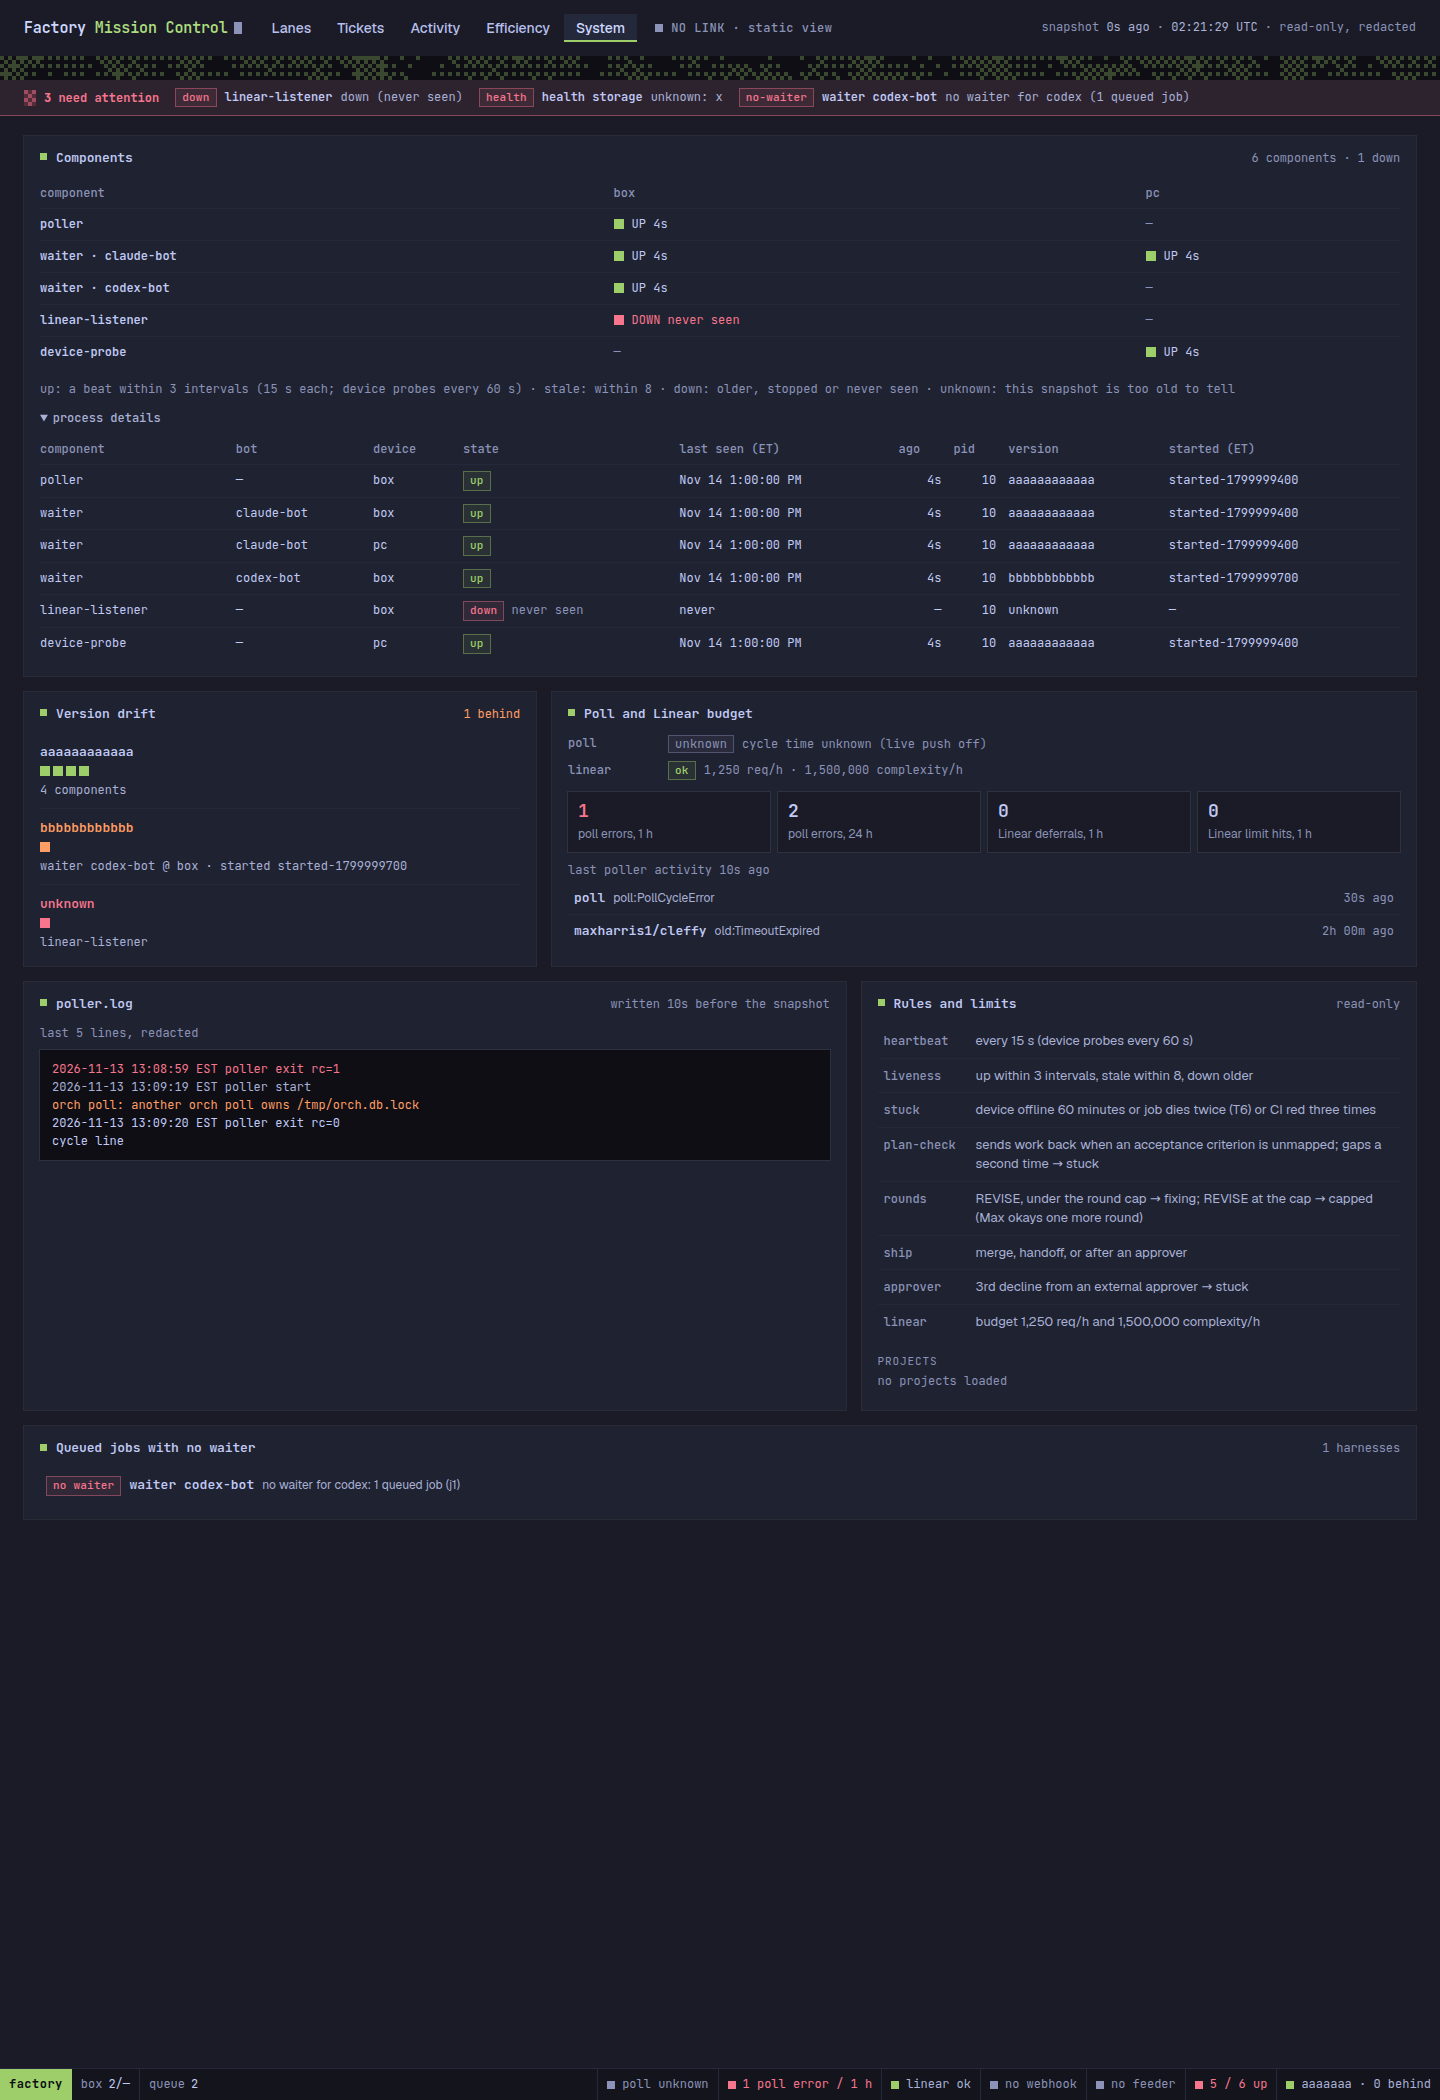 Factory Mission Control Lanes Tickets Activity Efficiency System NO LINK · static view snapshot 0s ago · 02:21:29 UTC · read-only, redacted
3 need attention down linear-listener down (never seen) health health storage unknown: x no-waiter waiter codex-bot no waiter for codex (1 queued job)
Components 6 components · 1 down
component box pc
poller UP 4s —
waiter · claude-bot UP 4s UP 4s
waiter · codex-bot UP 4s —
linear-listener DOWN never seen —
device-probe — UP 4s
up: a beat within 3 intervals (15 s each; device probes every 60 s) · stale: within 8 · down: older, stopped or never seen · unknown: this snapshot is too old to tell
▼ process details
component bot device state last seen (ET) ago pid version started (ET)
poller — box up Nov 14 1:00:00 PM 4s 10 aaaaaaaaaaaa started-1799999400
waiter claude-bot box up Nov 14 1:00:00 PM 4s 10 aaaaaaaaaaaa started-1799999400
waiter claude-bot pc up Nov 14 1:00:00 PM 4s 10 aaaaaaaaaaaa started-1799999400
waiter codex-bot box up Nov 14 1:00:00 PM 4s 10 bbbbbbbbbbbb started-1799999700
linear-listener — box down never seen never — 10 unknown —
device-probe — pc up Nov 14 1:00:00 PM 4s 10 aaaaaaaaaaaa started-1799999400
Version drift 1 behind
aaaaaaaaaaaa
4 components
bbbbbbbbbbbb
waiter codex-bot @ box · started started-1799999700
unknown
linear-listener
Poll and Linear budget
poll unknown cycle time unknown (live push off)
linear ok 1,250 req/h · 1,500,000 complexity/h
1 2 0 0
poll errors, 1 h poll errors, 24 h Linear deferrals, 1 h Linear limit hits, 1 h
last poller activity 10s ago
poll poll:PollCycleError 30s ago
maxharris1/cleffy old:TimeoutExpired 2h 00m ago
poller.log written 10s before the snapshot
last 5 lines, redacted
2026-11-13 13:08:59 EST poller exit rc=1
2026-11-13 13:09:19 EST poller start
orch poll: another orch poll owns /tmp/orch.db.lock
2026-11-13 13:09:20 EST poller exit rc=0
cycle line
Rules and limits read-only
heartbeat every 15 s (device probes every 60 s)
liveness up within 3 intervals, stale within 8, down older
stuck device offline 60 minutes or job dies twice (T6) or CI red three times
plan-check sends work back when an acceptance criterion is unmapped; gaps a
second time → stuck
rounds REVISE, under the round cap → fixing; REVISE at the cap → capped
(Max okays one more round)
ship merge, handoff, or after an approver
approver 3rd decline from an external approver → stuck
linear budget 1,250 req/h and 1,500,000 complexity/h
PROJECTS
no projects loaded
Queued jobs with no waiter 1 harnesses
no waiter waiter codex-bot no waiter for codex: 1 queued job (j1)
factory box 2/— queue 2 poll unknown 1 poll error / 1 h linear ok no webhook no feeder 5 / 6 up aaaaaaa · 0 behind